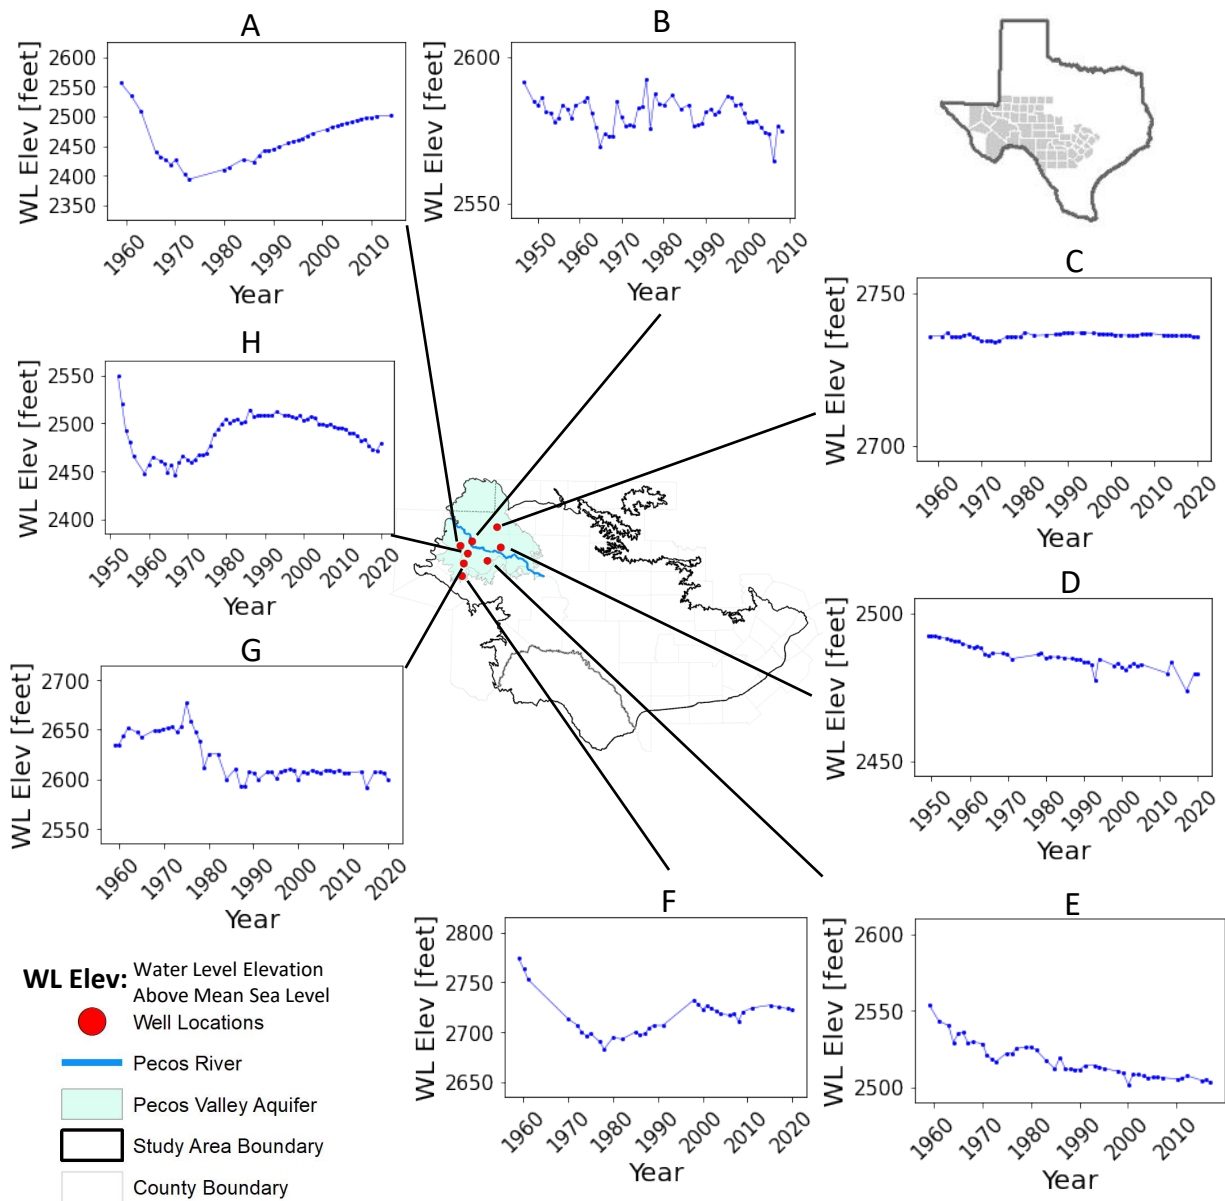 A
WL Elev [feet]
2600
2550
2500
2450
2400
2350
1960
1970
1980
1990
2000
2010
Year
B
WL Elev [feet]
2600
2550
1950
1960
1970
1980
1990
2000
2010
Year
C
WL Elev [feet]
2750
2700
1960
1970
1980
1990
2000
2010
2020
Year
H
WL Elev [feet]
2550
2500
2450
2400
1950
1960
1970
1980
1990
2000
2010
2020
Year
D
WL Elev [feet]
2500
2450
1950
1960
1970
1980
1990
2000
2010
2020
Year
G
WL Elev [feet]
2700
2650
2600
2550
1960
1970
1980
1990
2000
2010
2020
Year
F
WL Elev [feet]
2800
2750
2700
2650
1960
1970
1980
1990
2000
2010
2020
Year
E
WL Elev [feet]
2600
2550
2500
1960
1970
1980
1990
2000
2010
Year
WL Elev: Water Level Elevation
Above Mean Sea Level
Well Locations
Pecos River
Pecos Valley Aquifer
Study Area Boundary
County Boundary